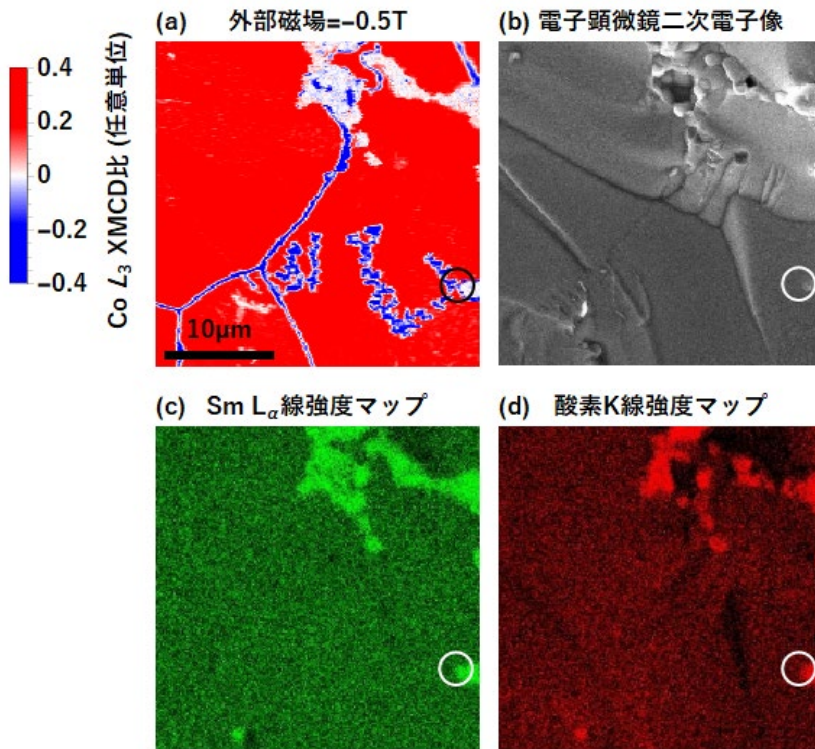 (a) 外部磁場=−0.5T
(b) 電子顕微鏡二次電子像
Co L3 XMCD比 (任意単位)
0.4
0.2
0
−0.2
−0.4
10μm
(c) Sm Lα線強度マップ
(d) 酸素K線強度マップ